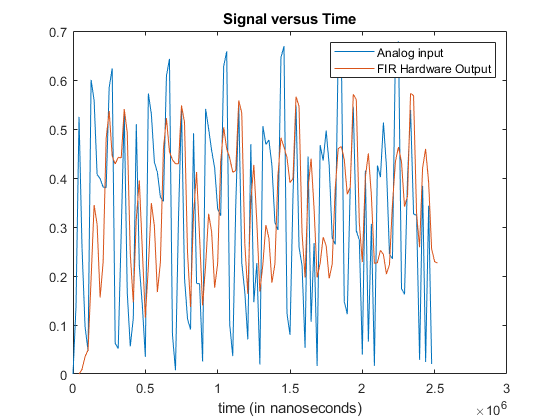 Signal versus Time
0.7
0.6
0.5
0.4
0.3
0.2
0.1
0
Analog input
FIR Hardware Output
0 0.5 1 1.5 2 2.5 3
time (in nanoseconds)
×10^6